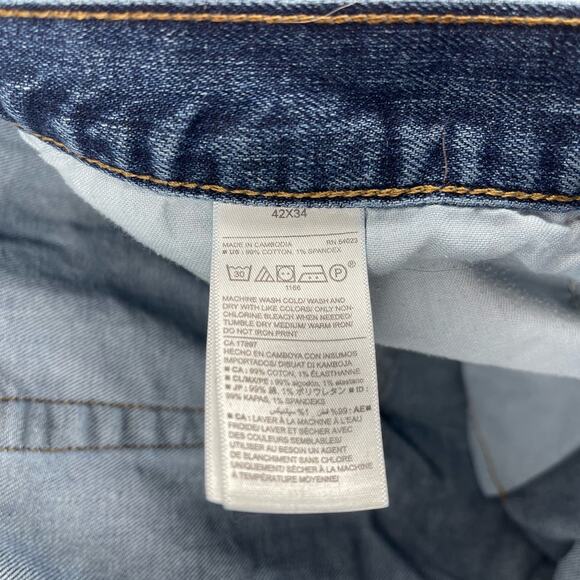 42X34
MADE IN CAMBODIA RN 54023
■ US: 99% COTTON, 1% SPANDEX
30 P ®
1166
MACHINE WASH COLD/ WASH AND
DRY WITH LIKE COLORS/ ONLY NON-
CHLORINE BLEACH WHEN NEEDED/
TUMBLE DRY MEDIUM/ WARM IRON/
DO NOT IRON PRINT
CA 17897
HECHO EN CAMBOYA CON INSUMOS
IMPORTADOS/ DIBUAT DI KAMBOJA
■ CA: 99% COTON, 1% ÉLASTHANNE
■ CL/MX/PE: 99% algodón, 1% elastano
■ JP: 99% 綿, 1% ポリウレタン ■ ID:
99% KAPAS, 1% SPANDEKS
■ AE: 99% قطن, 1% سباندكس
■ CA: LAVER À LA MACHINE À
L'EAU FROIDE/LAVER ET SÉCHER AVEC
DES COULEURS SEMBLABLES/
UTILISER AU BESOIN UN AGENT
DE BLANCHIMENT SANS CHLORE
UNIQUEMENT/ SÉCHER À LA MACHINE
À TEMPÉRATURE MOYENNE/